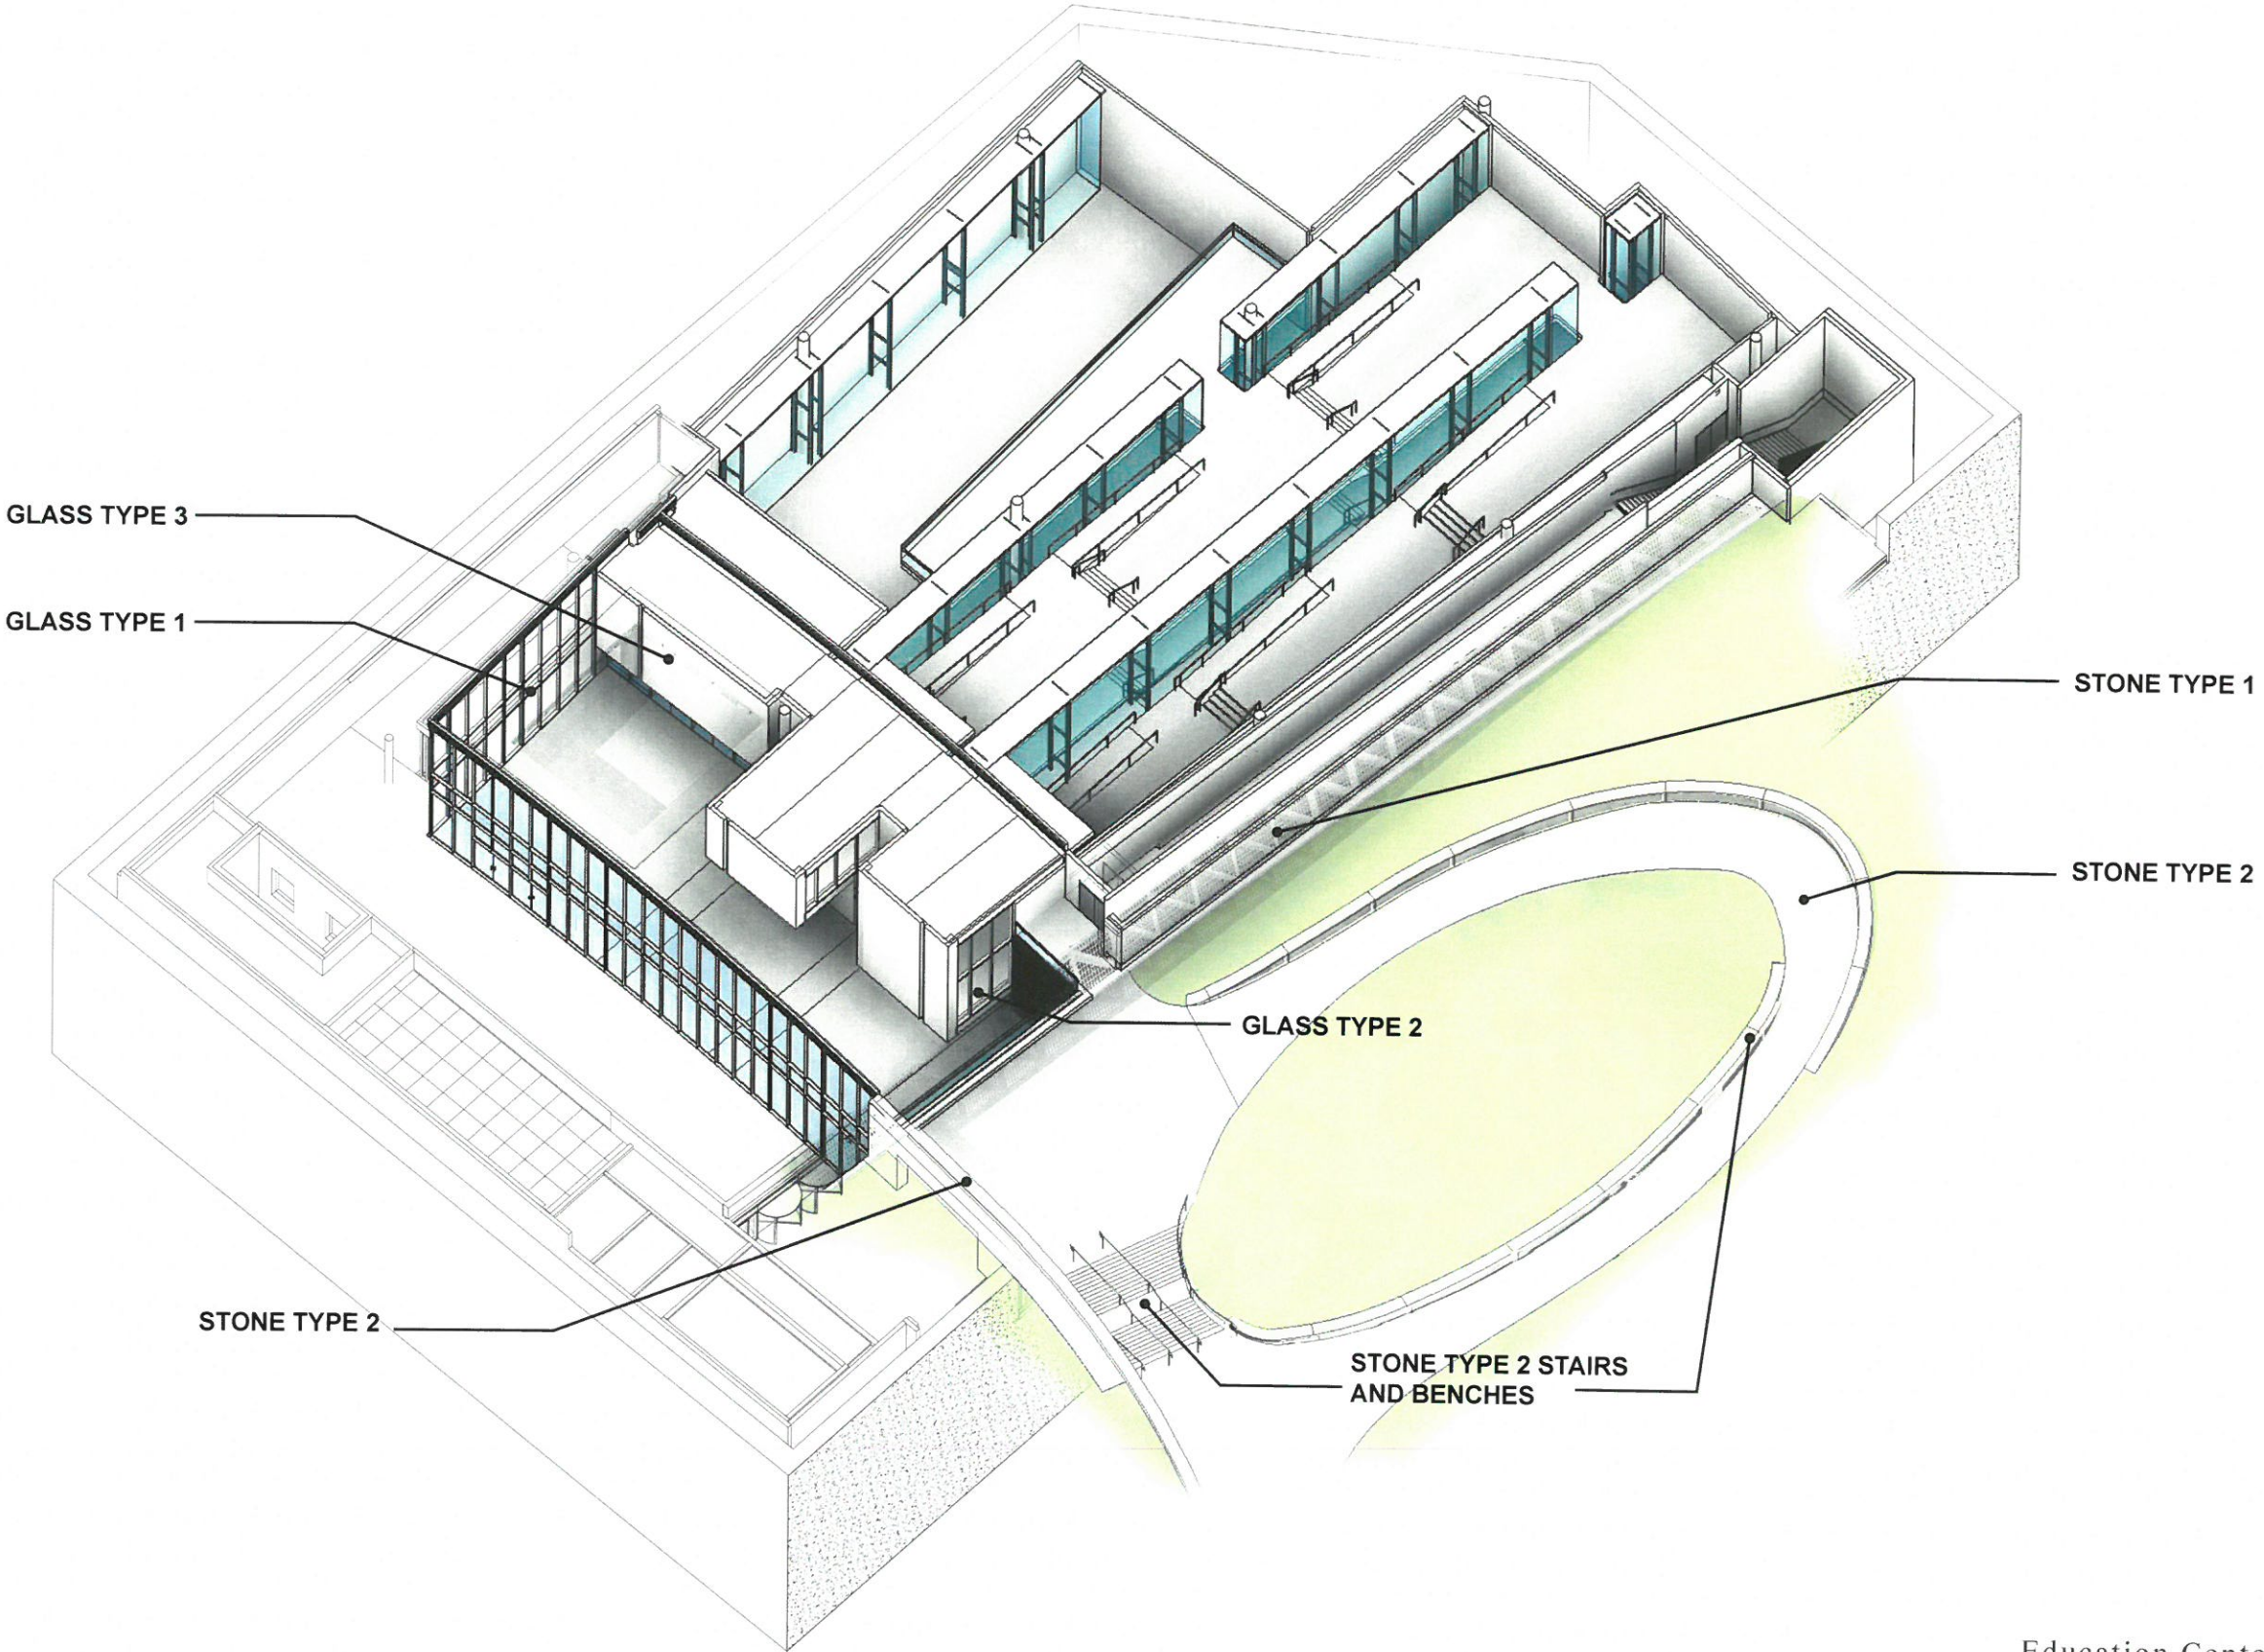 GLASS TYPE 3
GLASS TYPE 1
STONE TYPE 1
STONE TYPE 2
GLASS TYPE 2
STONE TYPE 2
STONE TYPE 2 STAIRS
AND BENCHES
Education